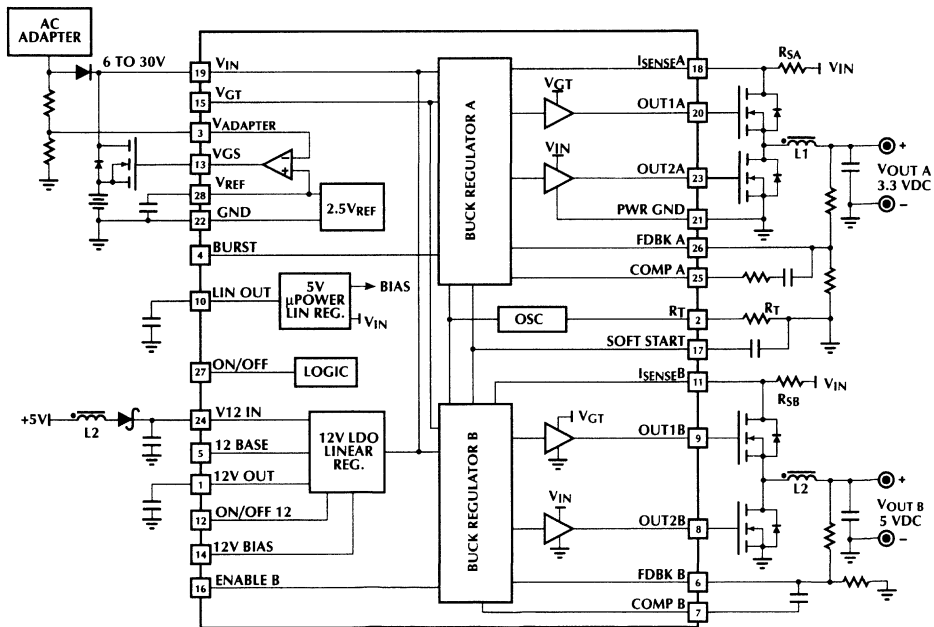 AC
ADAPTER
6 TO 30V
19 VIN
15 VGT
3 VADAPTER
13 VGS
− +
28 VREF
22 GND
2.5VREF
4 BURST
10 LIN OUT
5V
µPOWER
LIN REG.
BIAS
VIN
27 ON/OFF
LOGIC
+5V
L2
24 V12 IN
5 12 BASE
1 12V OUT
12 ON/OFF 12
14 12V BIAS
16 ENABLE B
12V LDO
LINEAR
REG.
BUCK REGULATOR A
VGT
VIN
OSC
BUCK REGULATOR B
VGT
VIN
ISENSEA 18
RSA
VIN
OUT1A 20
OUT2A 23
L1
+
VOUT A
3.3 VDC
−
PWR GND 21
FDBK A 26
COMP A 25
RT 2
RT
SOFT START 17
ISENSEB 11
RSB
VIN
OUT1B 9
OUT2B 8
L2
+
VOUT B
5 VDC
−
FDBK B 6
COMP B 7